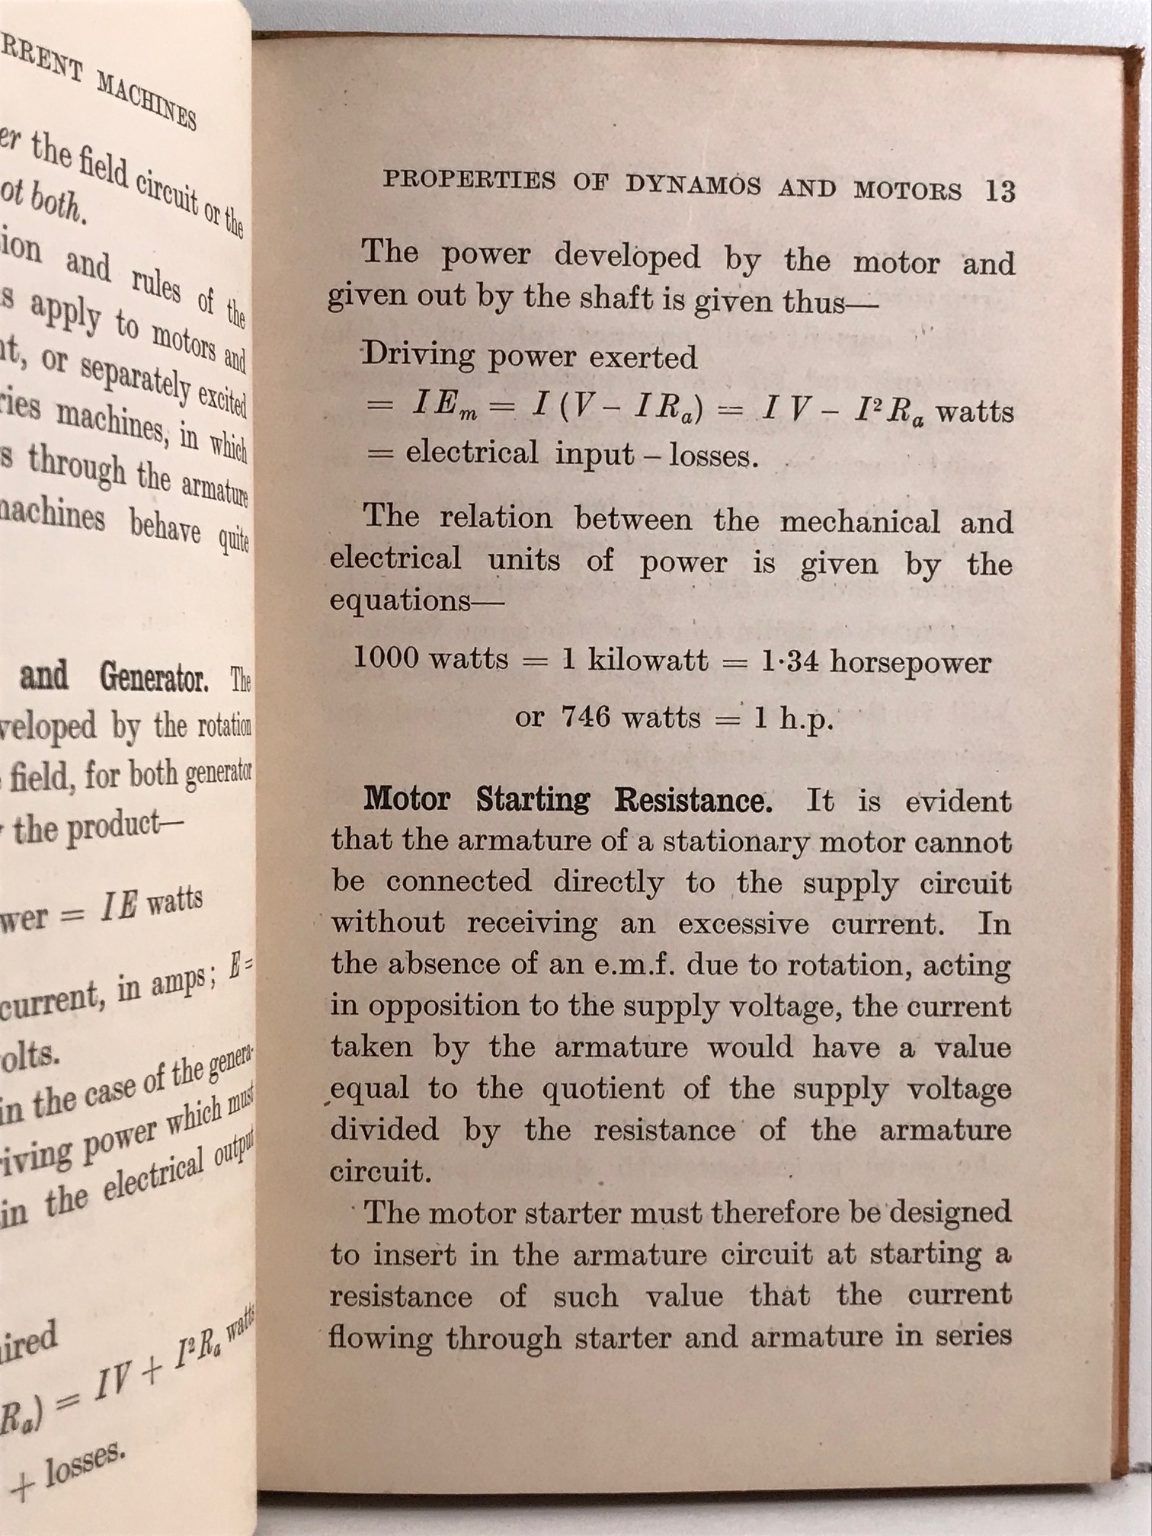 RRENT MACHINES
er the field circuit or the
ot both.
ion and rules of the
s apply to motors and
nt, or separately excited
ries machines, in which
s through the armature
machines behave quite
and Generator. The
veloped by the rotation
field, for both generator
the product—
wer = IE watts
current, in amps; E =
olts.
in the case of the genera-
riving power which must
in the electrical output
ired
Rₐ) = IV + I²Rₐ watts
+ losses.
PROPERTIES OF DYNAMOS AND MOTORS 13
The power developed by the motor and
given out by the shaft is given thus—
Driving power exerted
= IEₘ = I (V – IRₐ) = I V – I²Rₐ watts
= electrical input – losses.
The relation between the mechanical and
electrical units of power is given by the
equations—
1000 watts = 1 kilowatt = 1·34 horsepower
or 746 watts = 1 h.p.
Motor Starting Resistance. It is evident
that the armature of a stationary motor cannot
be connected directly to the supply circuit
without receiving an excessive current. In
the absence of an e.m.f. due to rotation, acting
in opposition to the supply voltage, the current
taken by the armature would have a value
equal to the quotient of the supply voltage
divided by the resistance of the armature
circuit.
The motor starter must therefore be designed
to insert in the armature circuit at starting a
resistance of such value that the current
flowing through starter and armature in series